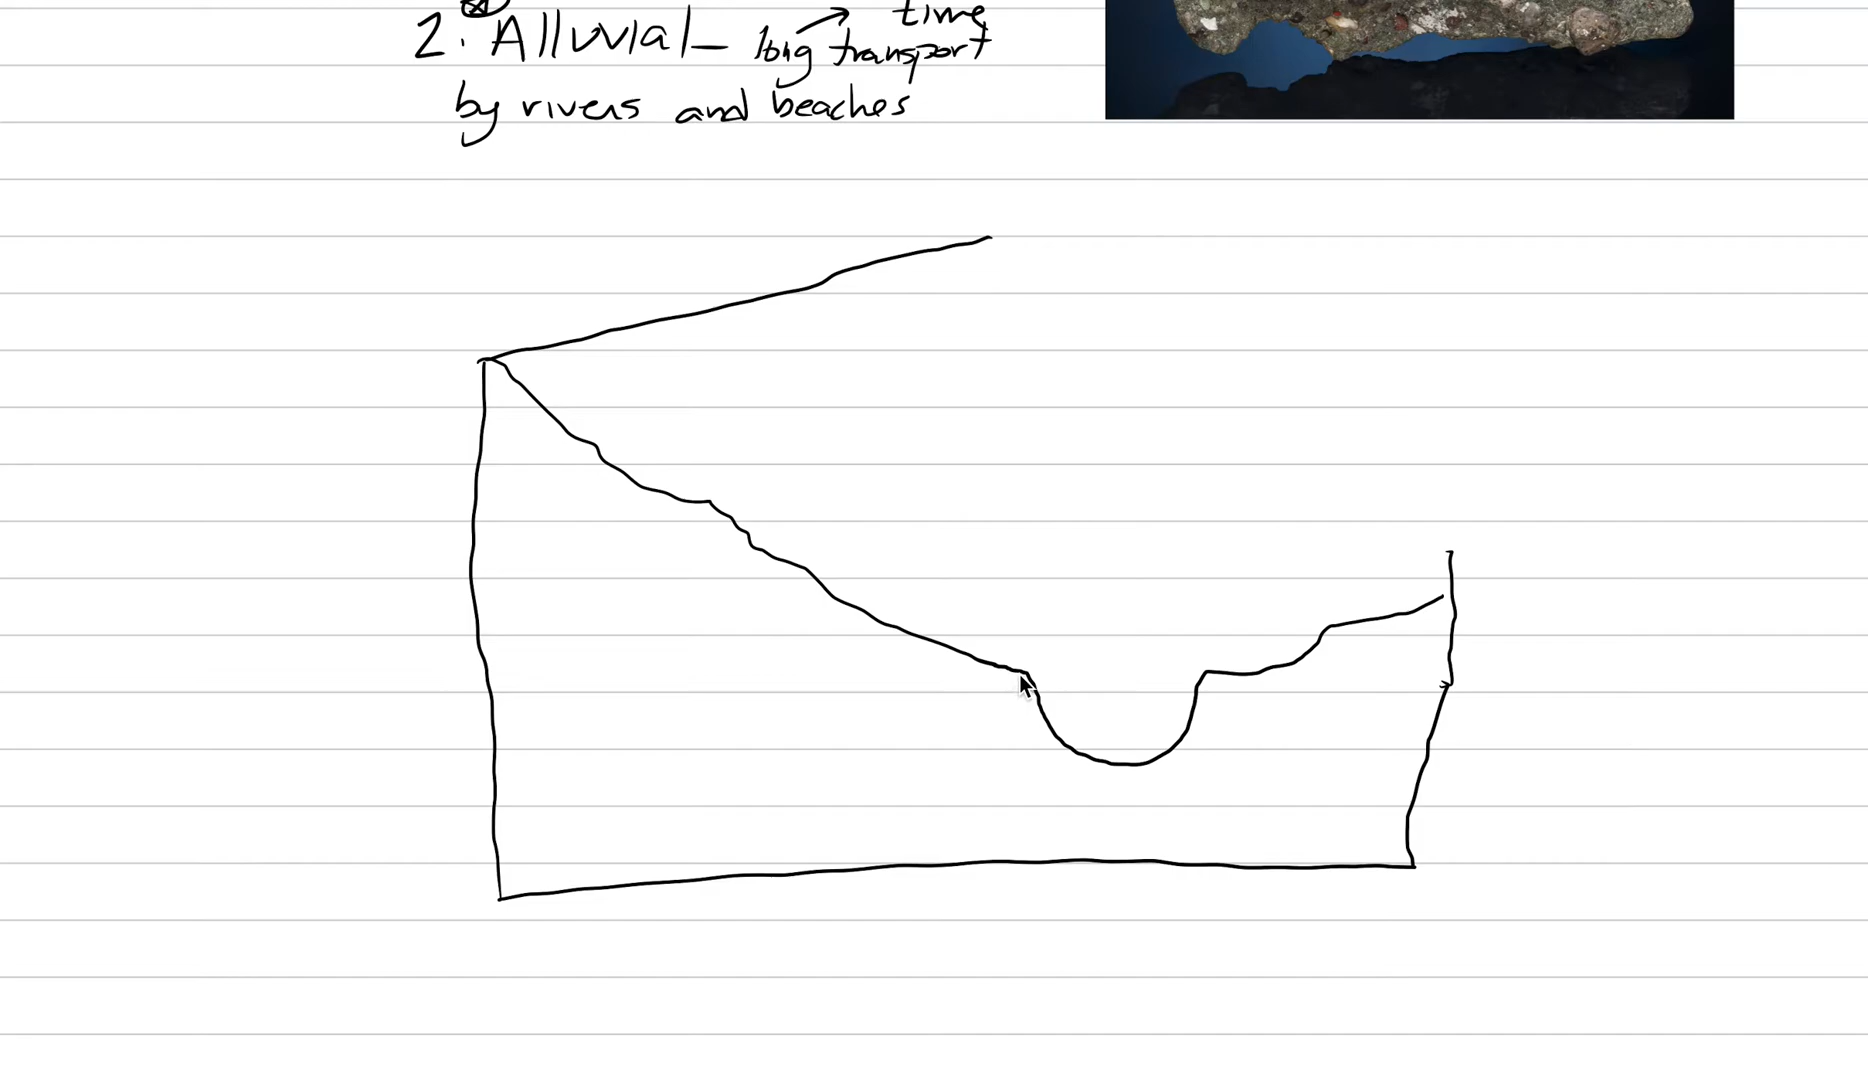 time
2. Alluvial — long transport
by rivers and beaches